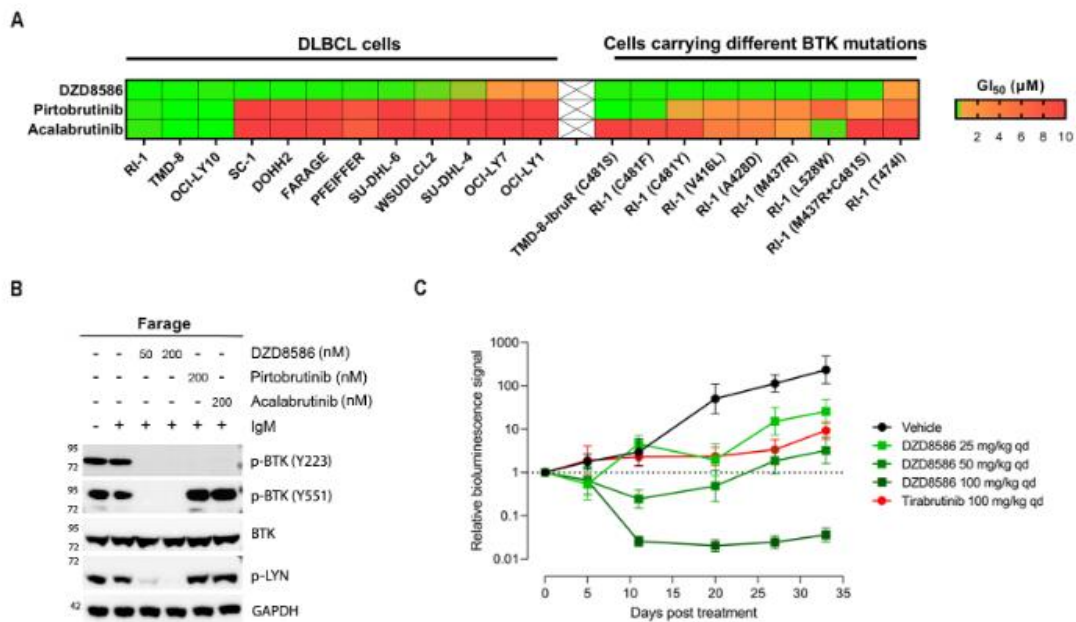 A
DLBCL cells
Cells carrying different BTK mutations
DZD8586
Pirtobrutinib
Acalabrutinib
GI50 (µM)
2 4 6 8 10
RI-1
TMD-8
OCI-LY10
SC-1
DOHH2
FARAGE
PFEIFFER
SU-DHL-6
WSUDLCL2
SU-DHL-4
OCI-LY7
OCI-LY1
TMD-8-IbruR (C481S)
RI-1 (C481F)
RI-1 (C481Y)
RI-1 (V416L)
RI-1 (A428D)
RI-1 (M437R)
RI-1 (L528W)
RI-1 (M437R+C481S)
RI-1 (T474I)
B
Farage
- - 50 200 - - DZD8586 (nM)
- - - - 200 - Pirtobrutinib (nM)
- - - - - 200 Acalabrutinib (nM)
- + + + + + IgM
95
72
p-BTK (Y223)
95
72
p-BTK (Y551)
95
72
BTK
72
p-LYN
42
GAPDH
C
Relative bioluminescence signal
1000
100
10
1
0.1
0.01
0 5 10 15 20 25 30 35
Days post treatment
Vehicle
DZD8586 25 mg/kg qd
DZD8586 50 mg/kg qd
DZD8586 100 mg/kg qd
Tirabrutinib 100 mg/kg qd